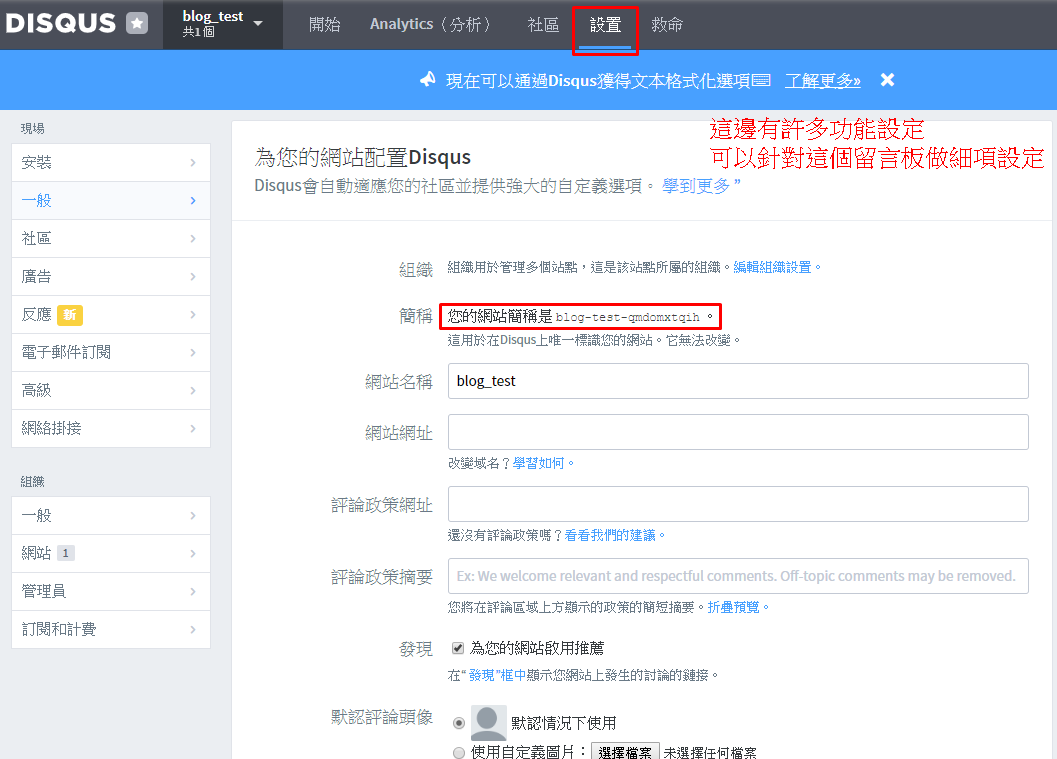 DISQUS
blog_test
共1個
開始
Analytics（分析）
社區
設置
救命
現在可以通過Disqus獲得文本格式化選項 了解更多»
這邊有許多功能設定
可以針對這個留言板做細項設定
現場
安裝
一般
社區
廣告
反應 新
電子郵件訂閱
高級
網絡掛接
組織
一般
網站 1
管理員
訂閱和計費
為您的網站配置Disqus
Disqus會自動適應您的社區並提供強大的自定義選項。 學到更多 ”
組織
組織用於管理多個站點，這是該站點所屬的組織。編輯組織設置。
簡稱
您的網站簡稱是 blog-test-qmdomxtqih 。
這用於在Disqus上唯一標識您的網站。它無法改變。
網站名稱
blog_test
網站網址
改變域名？學習如何。
評論政策網址
還沒有評論政策嗎？看看我們的建議。
評論政策摘要
Ex: We welcome relevant and respectful comments. Off-topic comments may be removed.
您將在評論區域上方顯示的政策的簡短摘要。折疊預覽。
發現
為您的網站啟用推薦
在“ 發現”框中顯示您網站上發生的討論的鏈接。
默認評論頭像
默認情況下使用
使用自定義圖片： 選擇檔案 未選擇任何檔案